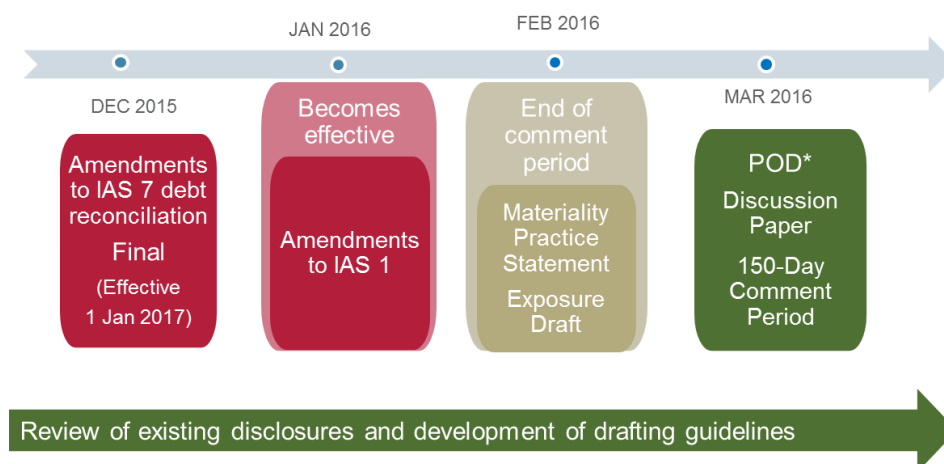 JAN 2016
FEB 2016
DEC 2015
MAR 2016
Amendments
to IAS 7 debt
reconciliation
Final
(Effective
1 Jan 2017)
Becomes
effective
Amendments
to IAS 1
End of
comment
period
Materiality
Practice
Statement
Exposure
Draft
POD*
Discussion
Paper
150-Day
Comment
Period
Review of existing disclosures and development of drafting guidelines